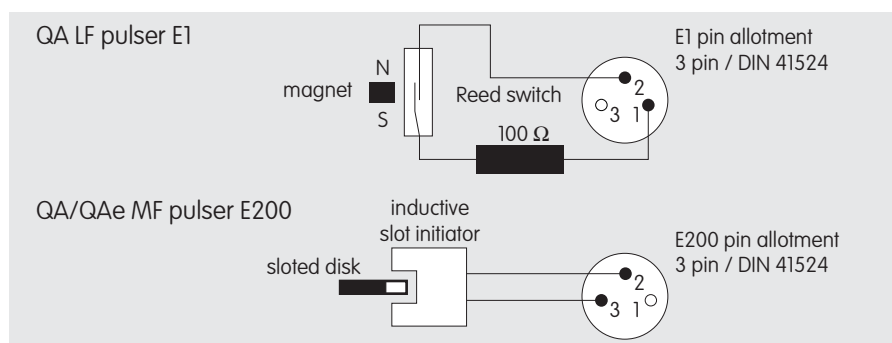 QA LF pulser E1
E1 pin allotment
3 pin / DIN 41524
N
magnet
S
Reed switch
100 Ω
2
3 1
QA/QAe MF pulser E200
inductive
slot initiator
sloted disk
E200 pin allotment
3 pin / DIN 41524
2
3 1